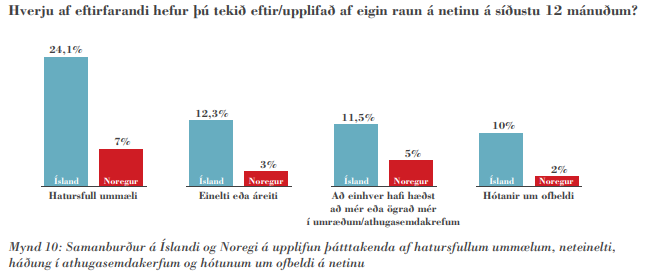 Hverju af eftirfarandi hefur þú tekið eftir/upplifað af eigin raun á netinu á síðustu 12 mánuðum?
24,1%
7%
12,3%
3%
11,5%
5%
10%
2%
Ísland Noregur Ísland Noregur Ísland Noregur Ísland Noregur
Hatursfull ummæli
Einelti eða áreiti
Að einhver hafi hæðst
að mér eða ögrað mér
í umræðum/athugasemdakrefum
Hótanir um ofbeldi
Mynd 10: Samanburður á Íslandi og Noregi á upplifun þátttakenda af hatursfullum ummælum, neteinelti,
háðung í athugasemdakerfum og hótunum um ofbeldi á netinu